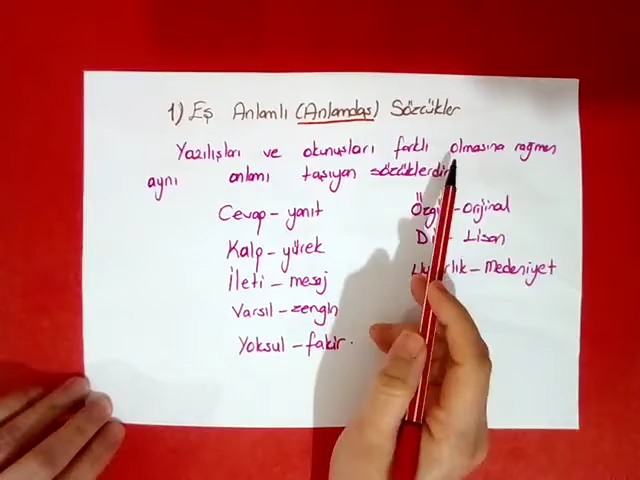 1) Eş Anlamlı (Anlamdaş) Sözcükler
Yazılışları ve okunuşları farklı olmasına rağmen
aynı anlamı taşıyan sözcüklerdir
Cevap - yanıt
Kalp - yürek
İleti - mesaj
Varsıl - zengin
Yoksul - fakir.
- orijinal
- Lisan
- Medeniyet